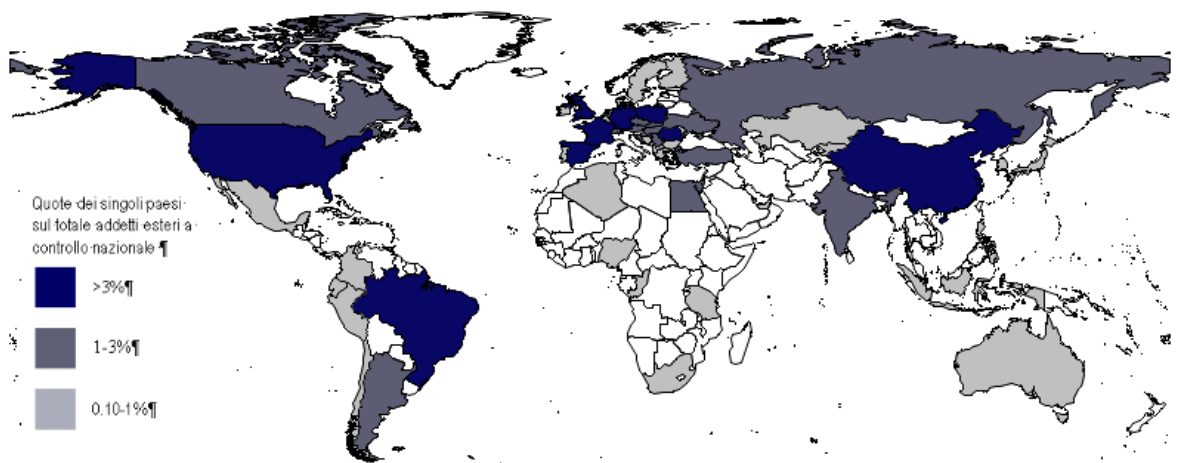 Quote·dei·singoli paesi·
sul·totale addetti·esteri a·
controllo·nazionale ¶
>3%¶
1-3%¶
0.10-1%¶